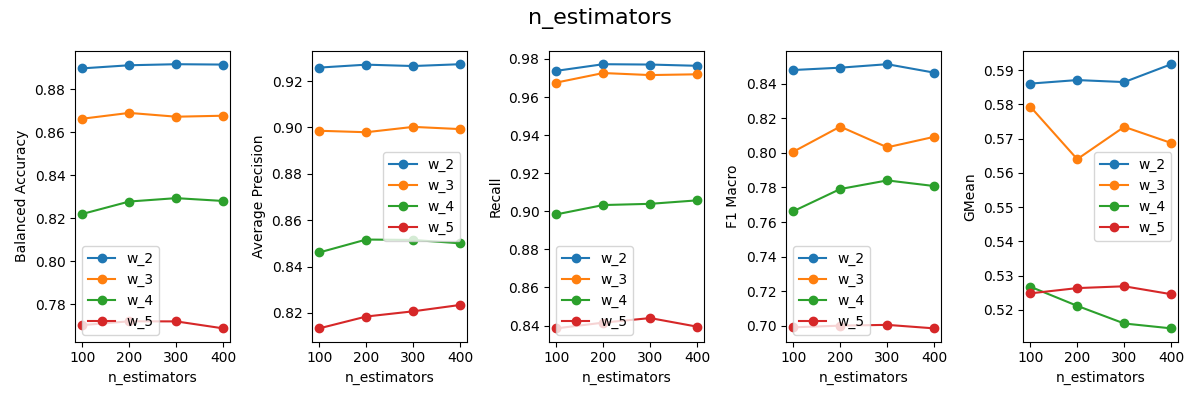 n_estimators
Balanced Accuracy
0.88
0.86
0.84
0.82
0.80
0.78
w_2
w_3
w_4
w_5
100 200 300 400
n_estimators
Average Precision
0.92
0.90
0.88
0.86
0.84
0.82
w_2
w_3
w_4
w_5
100 200 300 400
n_estimators
Recall
0.98
0.96
0.94
0.92
0.90
0.88
0.86
0.84
w_2
w_3
w_4
w_5
100 200 300 400
n_estimators
F1 Macro
0.84
0.82
0.80
0.78
0.76
0.74
0.72
0.70
w_2
w_3
w_4
w_5
100 200 300 400
n_estimators
GMean
0.59
0.58
0.57
0.56
0.55
0.54
0.53
0.52
w_2
w_3
w_4
w_5
100 200 300 400
n_estimators